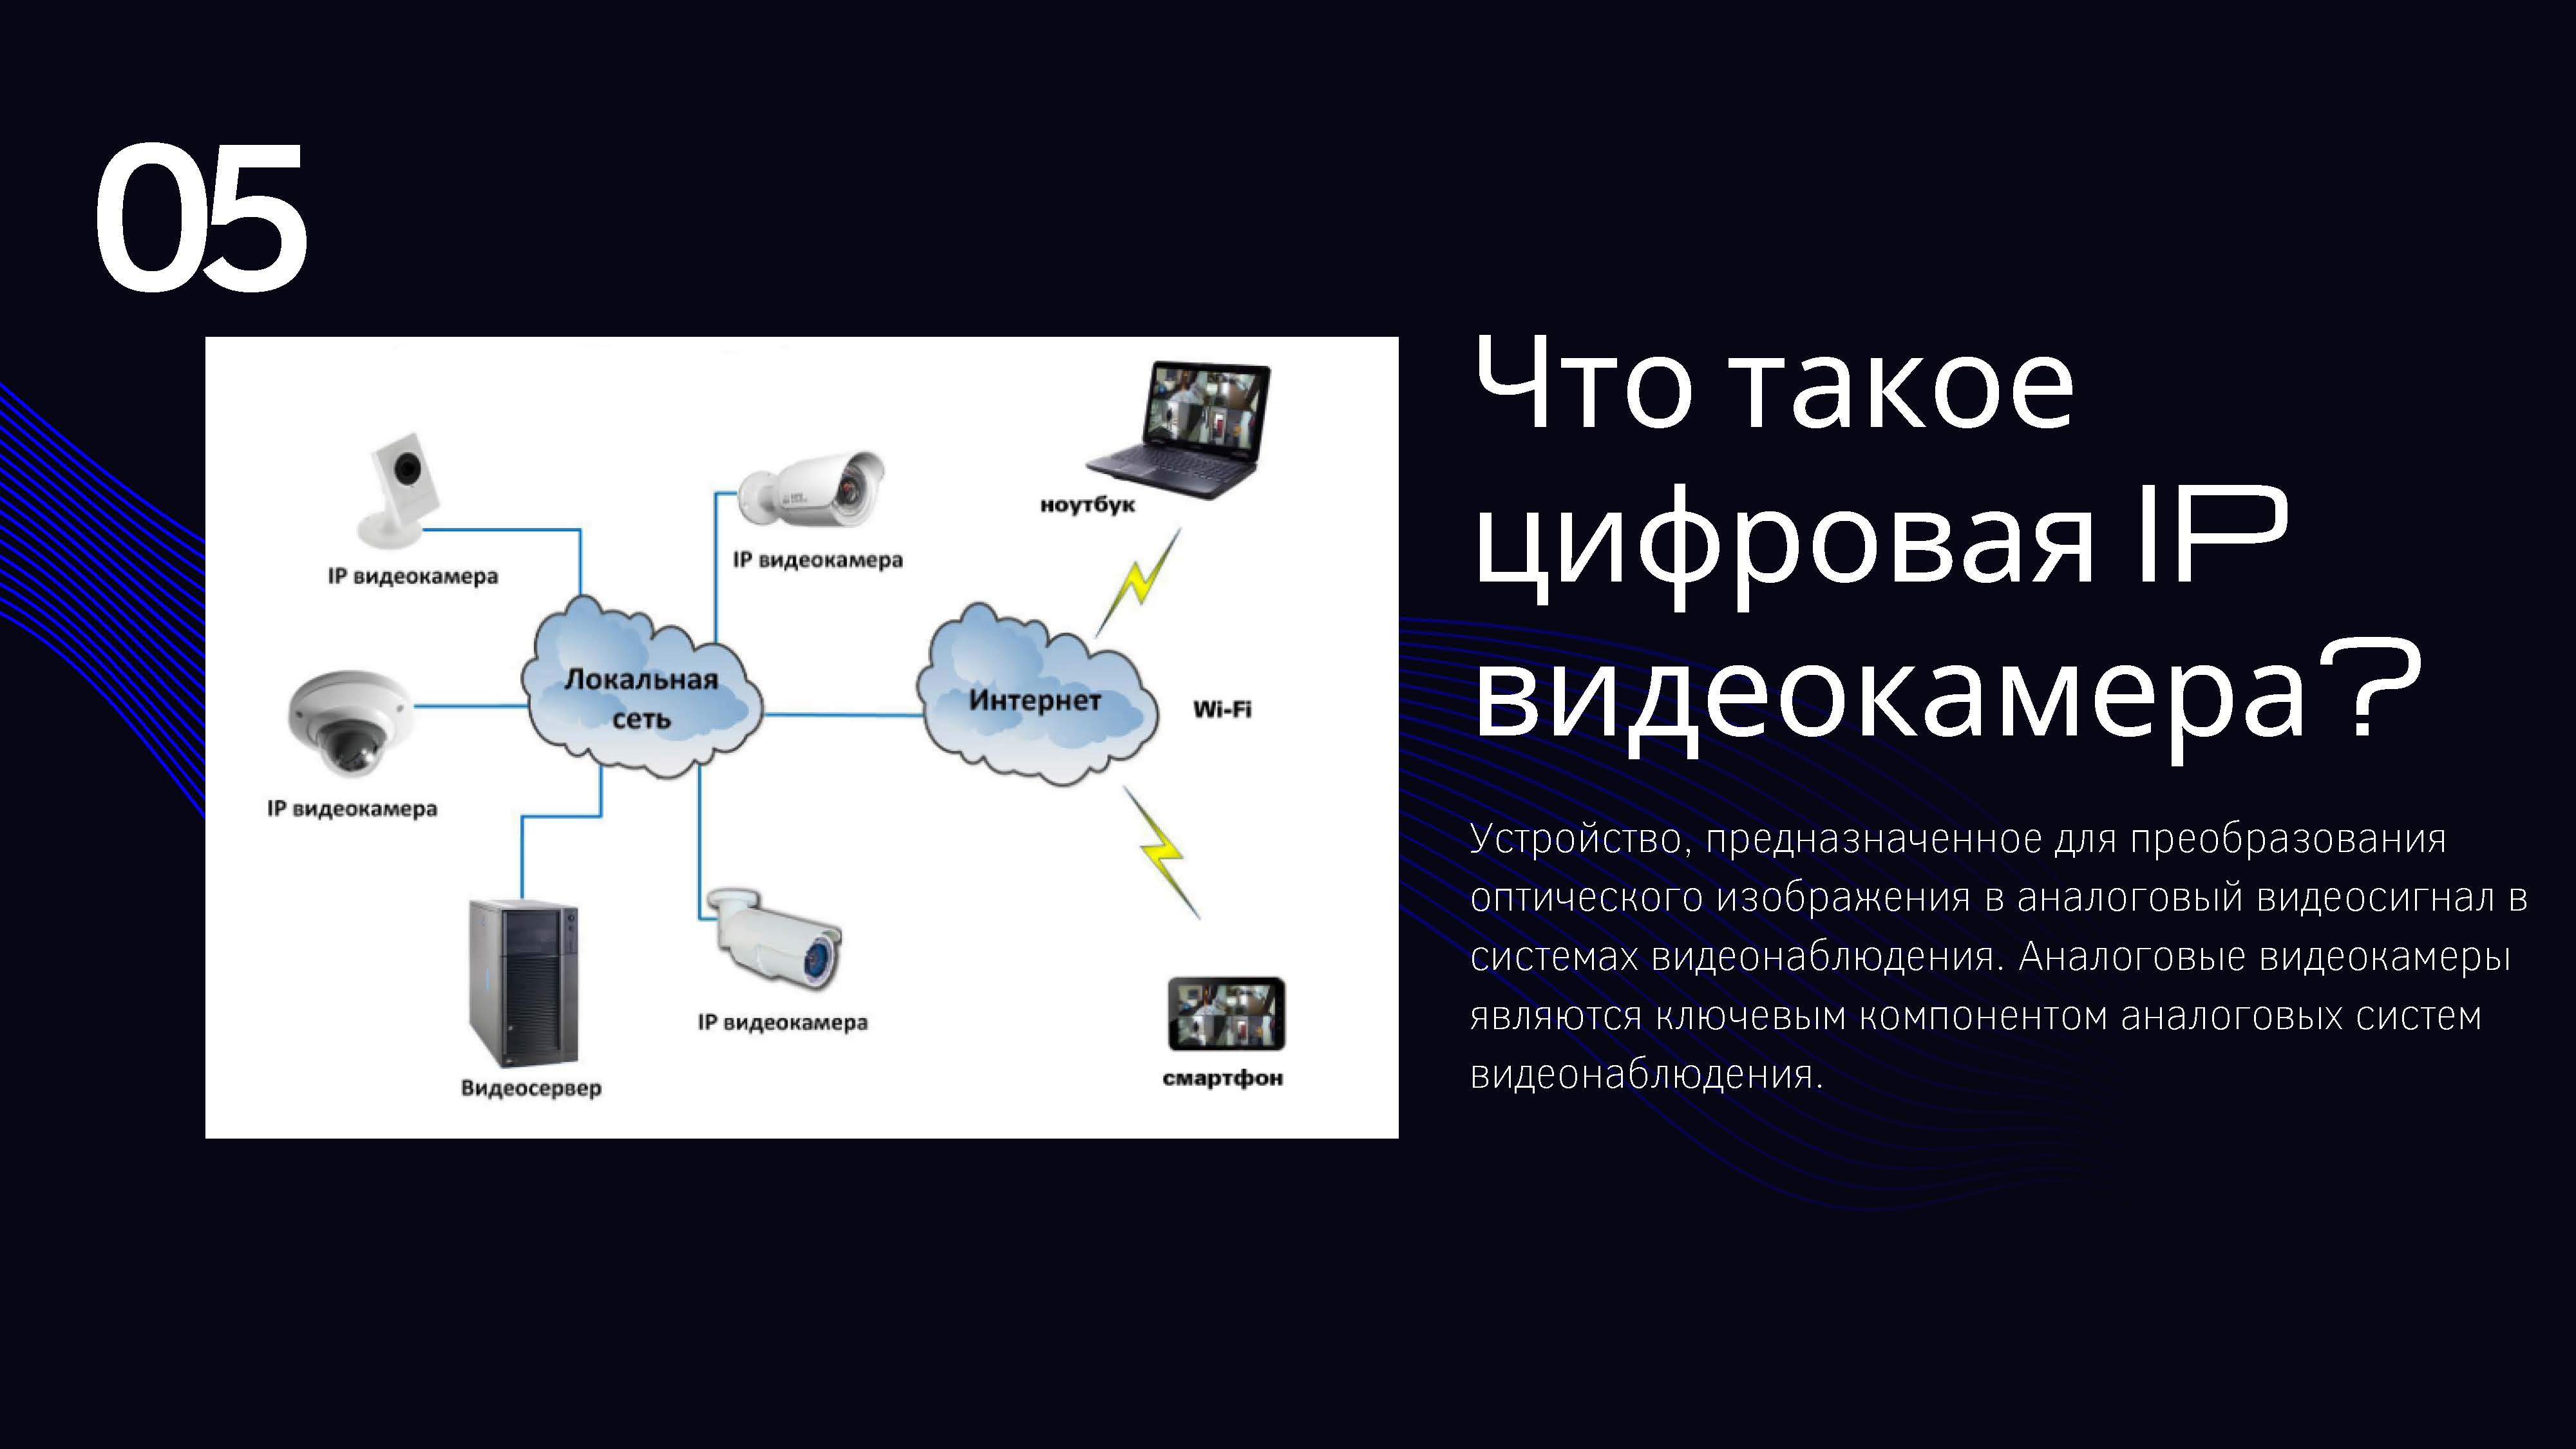 05
Что такое
цифровая IP
видеокамера?
Устройство, предназначенное для преобразования
оптического изображения в аналоговый видеосигнал в
системах видеонаблюдения. Аналоговые видеокамеры
являются ключевым компонентом аналоговых систем
видеонаблюдения.
ноутбук
IP видеокамера
IP видеокамера
Локальная
сеть
Интернет
Wi-Fi
IP видеокамера
IP видеокамера
смартфон
Видеосервер